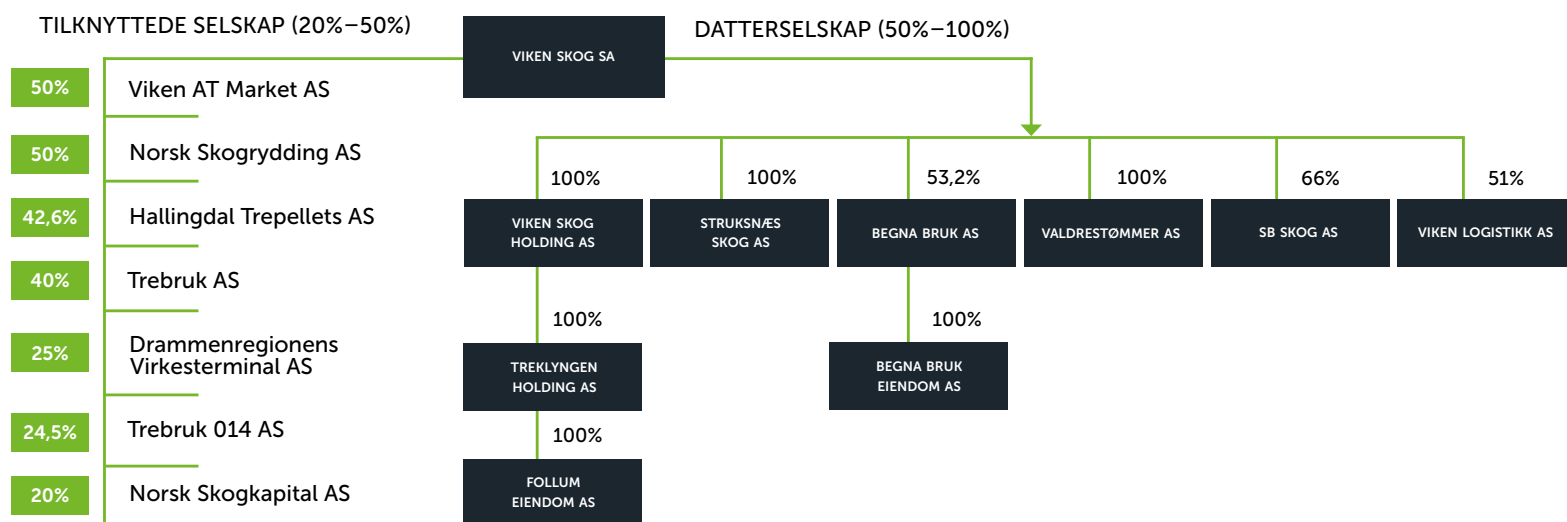 TILKNYTTEDE SELSKAP (20%–50%)
50%
Viken AT Market AS
50%
Norsk Skogrydding AS
42,6%
Hallingdal Trepellets AS
40%
Trebruk AS
25%
Drammenregionens
Virkesterminal AS
24,5%
Trebruk 014 AS
20%
Norsk Skogkapital AS
VIKEN SKOG SA
DATTERSELSKAP (50%–100%)
100%
VIKEN SKOG
HOLDING AS
100%
STRUKSNÆS
SKOG AS
53,2%
BEGNA BRUK AS
100%
VALDRESTØMMER AS
66%
SB SKOG AS
51%
VIKEN LOGISTIKK AS
100%
TREKLYNGEN
HOLDING AS
100%
BEGNA BRUK
EIENDOM AS
100%
FOLLUM
EIENDOM AS